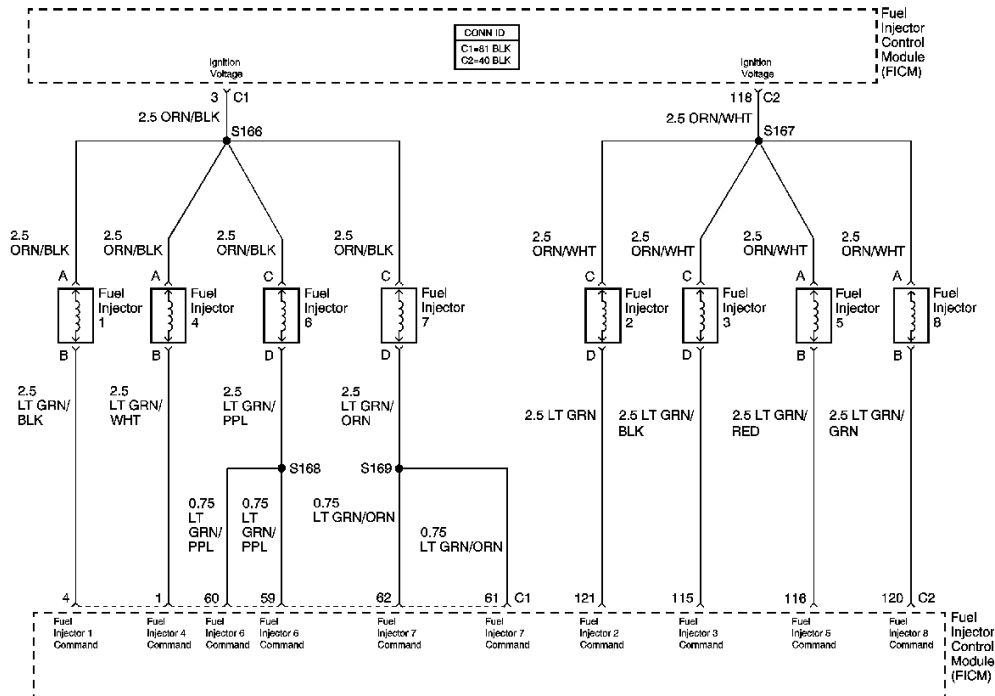 Fuel
Injector
Control
Module
(FICM)
CONN ID
C1=81 BLK
C2=40 BLK
Ignition
Voltage
Ignition
Voltage
3 C1
118 C2
2.5 ORN/BLK
2.5 ORN/WHT
S166
S167
2.5
ORN/BLK
2.5
ORN/BLK
2.5
ORN/BLK
2.5
ORN/BLK
2.5
ORN/WHT
2.5
ORN/WHT
2.5
ORN/WHT
2.5
ORN/WHT
A
A
C
C
C
C
A
A
Fuel
Injector
1
Fuel
Injector
4
Fuel
Injector
6
Fuel
Injector
7
Fuel
Injector
2
Fuel
Injector
3
Fuel
Injector
5
Fuel
Injector
8
B
B
D
D
D
D
B
B
2.5
LT GRN/
BLK
2.5
LT GRN/
WHT
2.5
LT GRN/
PPL
2.5
LT GRN/
ORN
2.5 LT GRN
2.5 LT GRN/
BLK
2.5 LT GRN/
RED
2.5 LT GRN/
GRN
S168
S169
0.75
LT
GRN/
PPL
0.75
LT
GRN/
PPL
0.75
LT GRN/ORN
0.75
LT GRN/ORN
4
1
60
59
62
61 C1
121
115
116
120 C2
Fuel
Injector 1
Command
Fuel
Injector 4
Command
Fuel
Injector 6
Command
Fuel
Injector 6
Command
Fuel
Injector 7
Command
Fuel
Injector 7
Command
Fuel
Injector 2
Command
Fuel
Injector 3
Command
Fuel
Injector 5
Command
Fuel
Injector 8
Command
Fuel
Injector
Control
Module
(FICM)